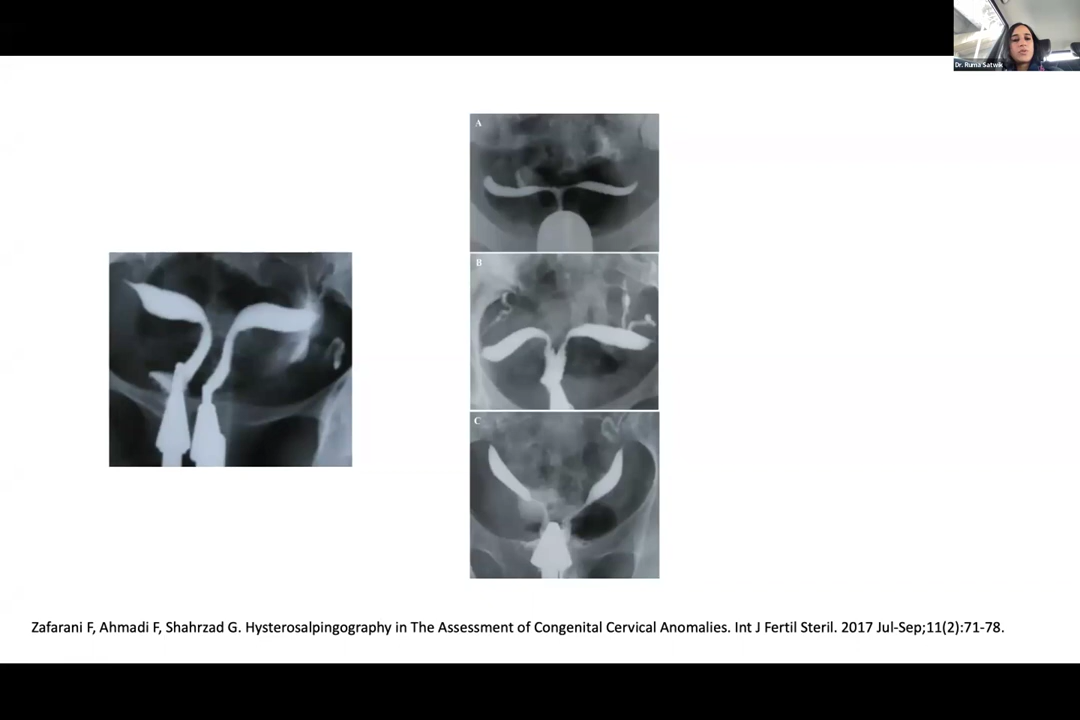 Dr. Ruma Satwik
A
B
C
Zafarani F, Ahmadi F, Shahrzad G. Hysterosalpingography in The Assessment of Congenital Cervical Anomalies. Int J Fertil Steril. 2017 Jul-Sep;11(2):71-78.